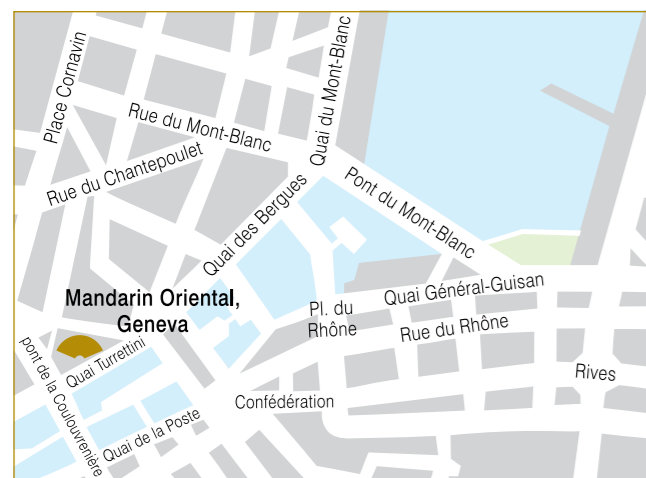 Place Cornavin
Rue du Mont-Blanc
Quai du Mont-Blanc
Rue du Chantepoulet
Pont du Mont-Blanc
Quai des Bergues
Mandarin Oriental,
Geneva
Pl. du
Rhône
Quai Général-Guisan
Rue du Rhône
pont de la Coulouvrenière
Quai Turrettini
Rives
Confédération
Quai de la Poste